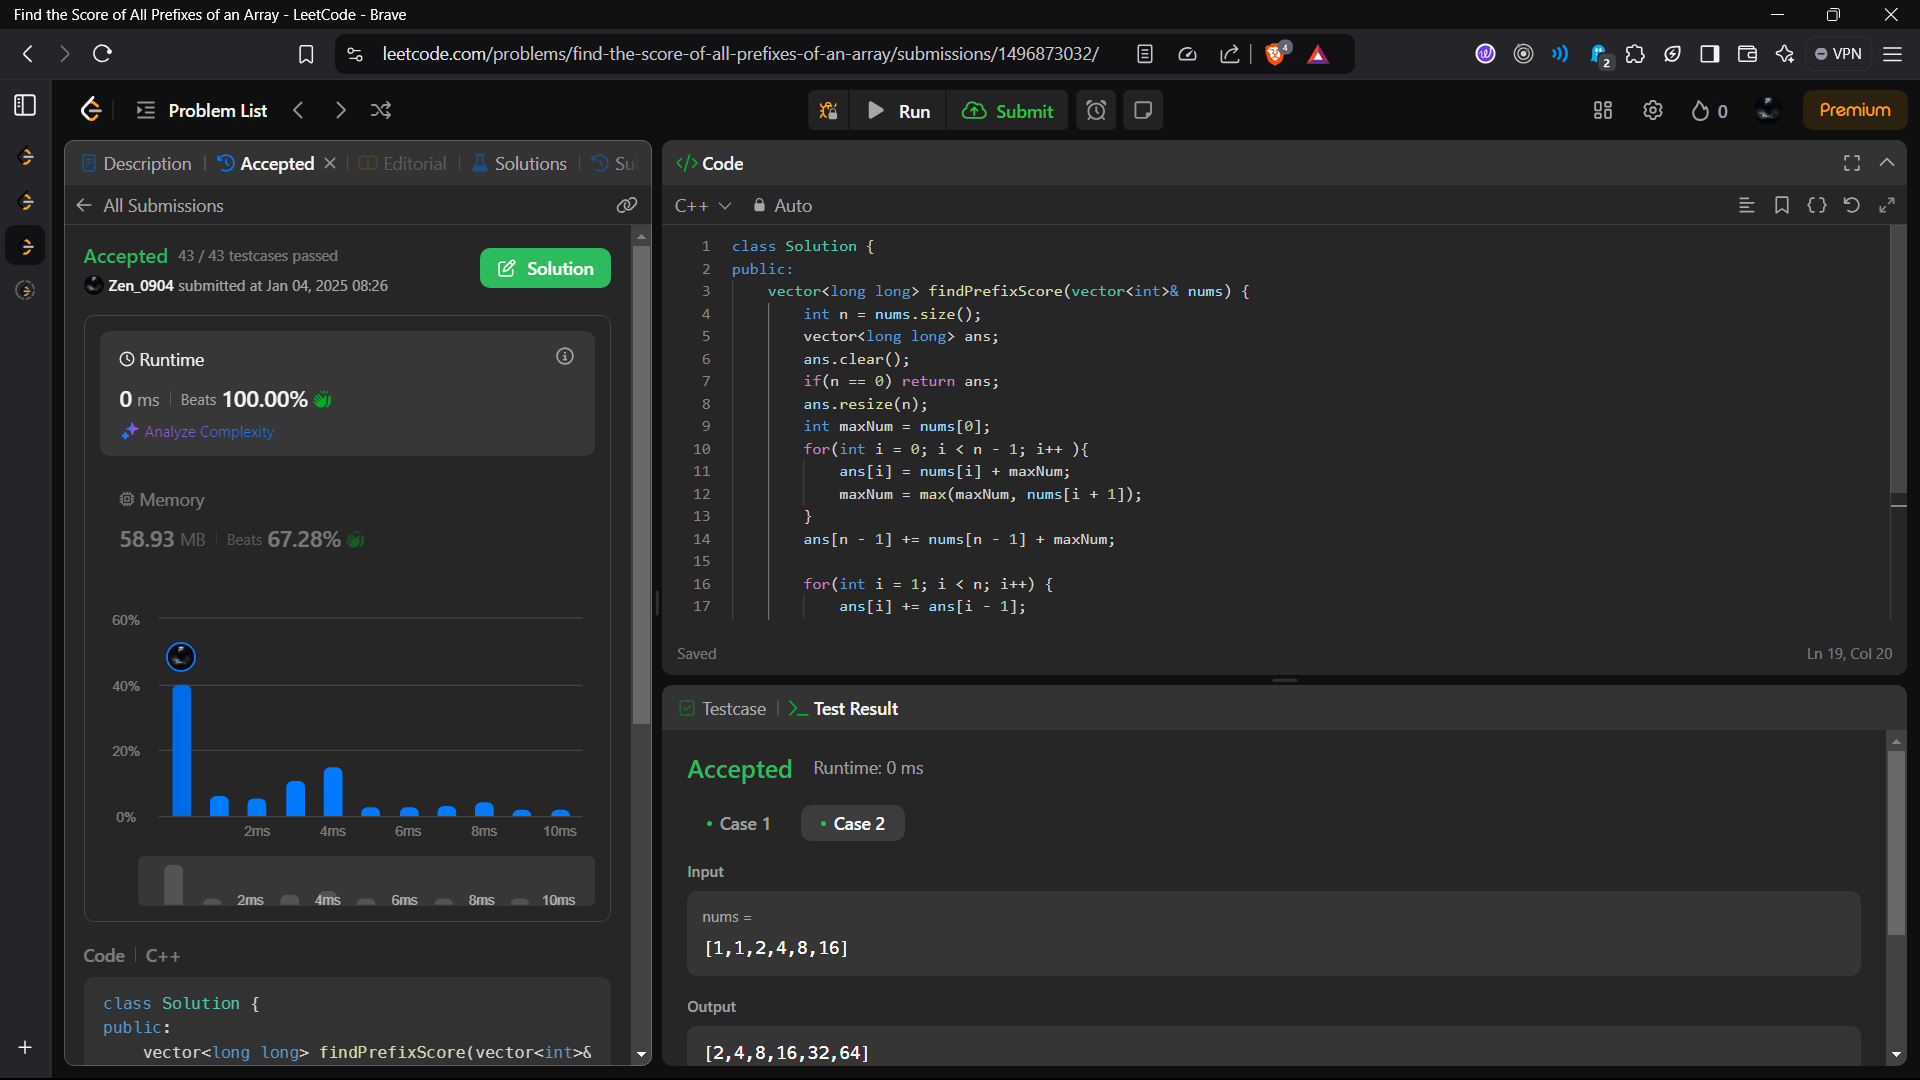 Find the Score of All Prefixes of an Array - LeetCode - Brave
leetcode.com/problems/find-the-score-of-all-prefixes-of-an-array/submissions/1496873032/
4
2
VPN
Problem List
Run
Submit
0
Premium
Description
Accepted
Editorial
Solutions
Su
All Submissions
Accepted 43 / 43 testcases passed
Zen_0904 submitted at Jan 04, 2025 08:26
Solution
Runtime
0 ms Beats 100.00%
Analyze Complexity
Memory
58.93 MB Beats 67.28%
60%
40%
20%
0%
2ms 4ms 6ms 8ms 10ms
2ms 4ms 6ms 8ms 10ms
Code C++
class Solution {
public:
vector<long long> findPrefixScore(vector<int>&
</> Code
C++ Auto
1 class Solution {
2 public:
3 vector<long long> findPrefixScore(vector<int>& nums) {
4 int n = nums.size();
5 vector<long long> ans;
6 ans.clear();
7 if(n == 0) return ans;
8 ans.resize(n);
9 int maxNum = nums[0];
10 for(int i = 0; i < n - 1; i++ ){
11 ans[i] = nums[i] + maxNum;
12 maxNum = max(maxNum, nums[i + 1]);
13 }
14 ans[n - 1] += nums[n - 1] + maxNum;
15
16 for(int i = 1; i < n; i++) {
17 ans[i] += ans[i - 1];
Saved
Ln 19, Col 20
Testcase
Test Result
Accepted Runtime: 0 ms
Case 1
Case 2
Input
nums =
[1,1,2,4,8,16]
Output
[2,4,8,16,32,64]